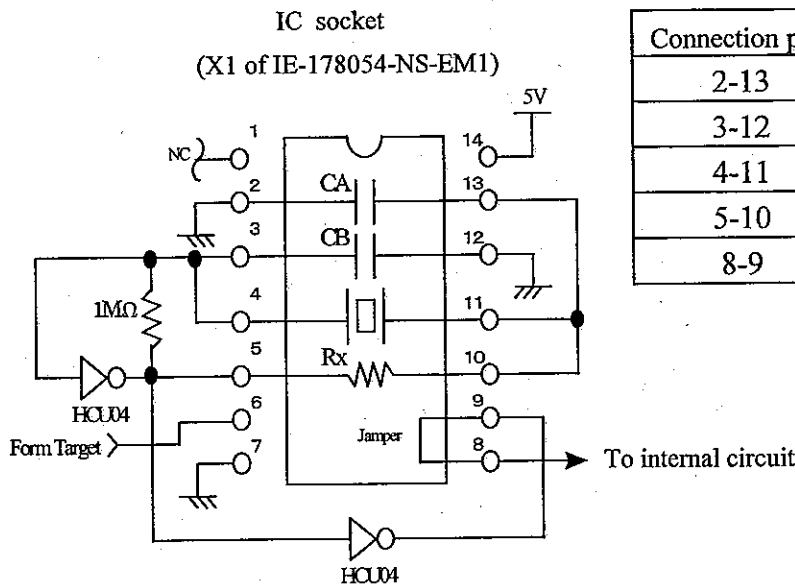 IC socket
(X1 of IE-178054-NS-EM1)
Connection p
2-13
3-12
4-11
5-10
8-9
5V
NC
1
14
2
CA
13
3
CB
12
4
11
1MΩ
5
Rx
10
HCU04
6
9
Form Target
Jamper
7
8
To internal circuit
HCU04